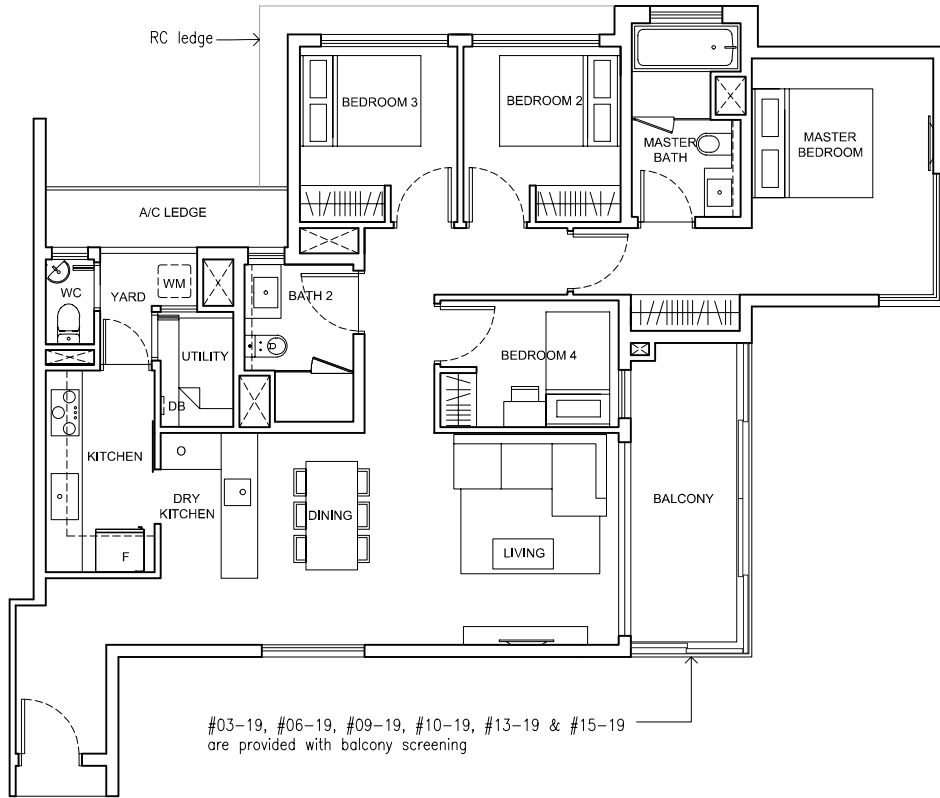 RC ledge
BEDROOM 3
BEDROOM 2
MASTER
BATH
MASTER
BEDROOM
A/C LEDGE
WC
YARD
WM
BATH 2
UTILITY
BEDROOM 4
DB
KITCHEN
O
DRY
KITCHEN
DINING
BALCONY
LIVING
F
#03-19, #06-19, #09-19, #10-19, #13-19 & #15-19
are provided with balcony screening